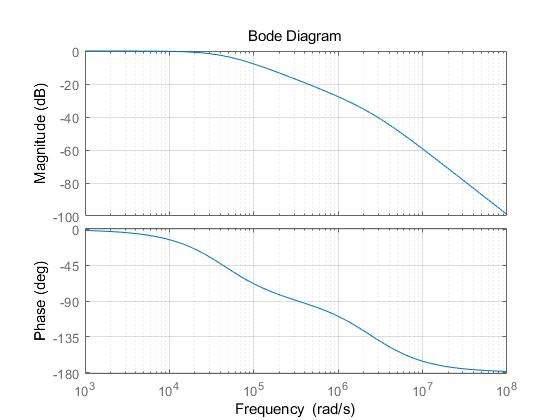 Bode Diagram
Magnitude (dB)
0
-20
-40
-60
-80
-100
Phase (deg)
0
-45
-90
-135
-180
10³ 10⁴ 10⁵ 10⁶ 10⁷ 10⁸
Frequency (rad/s)